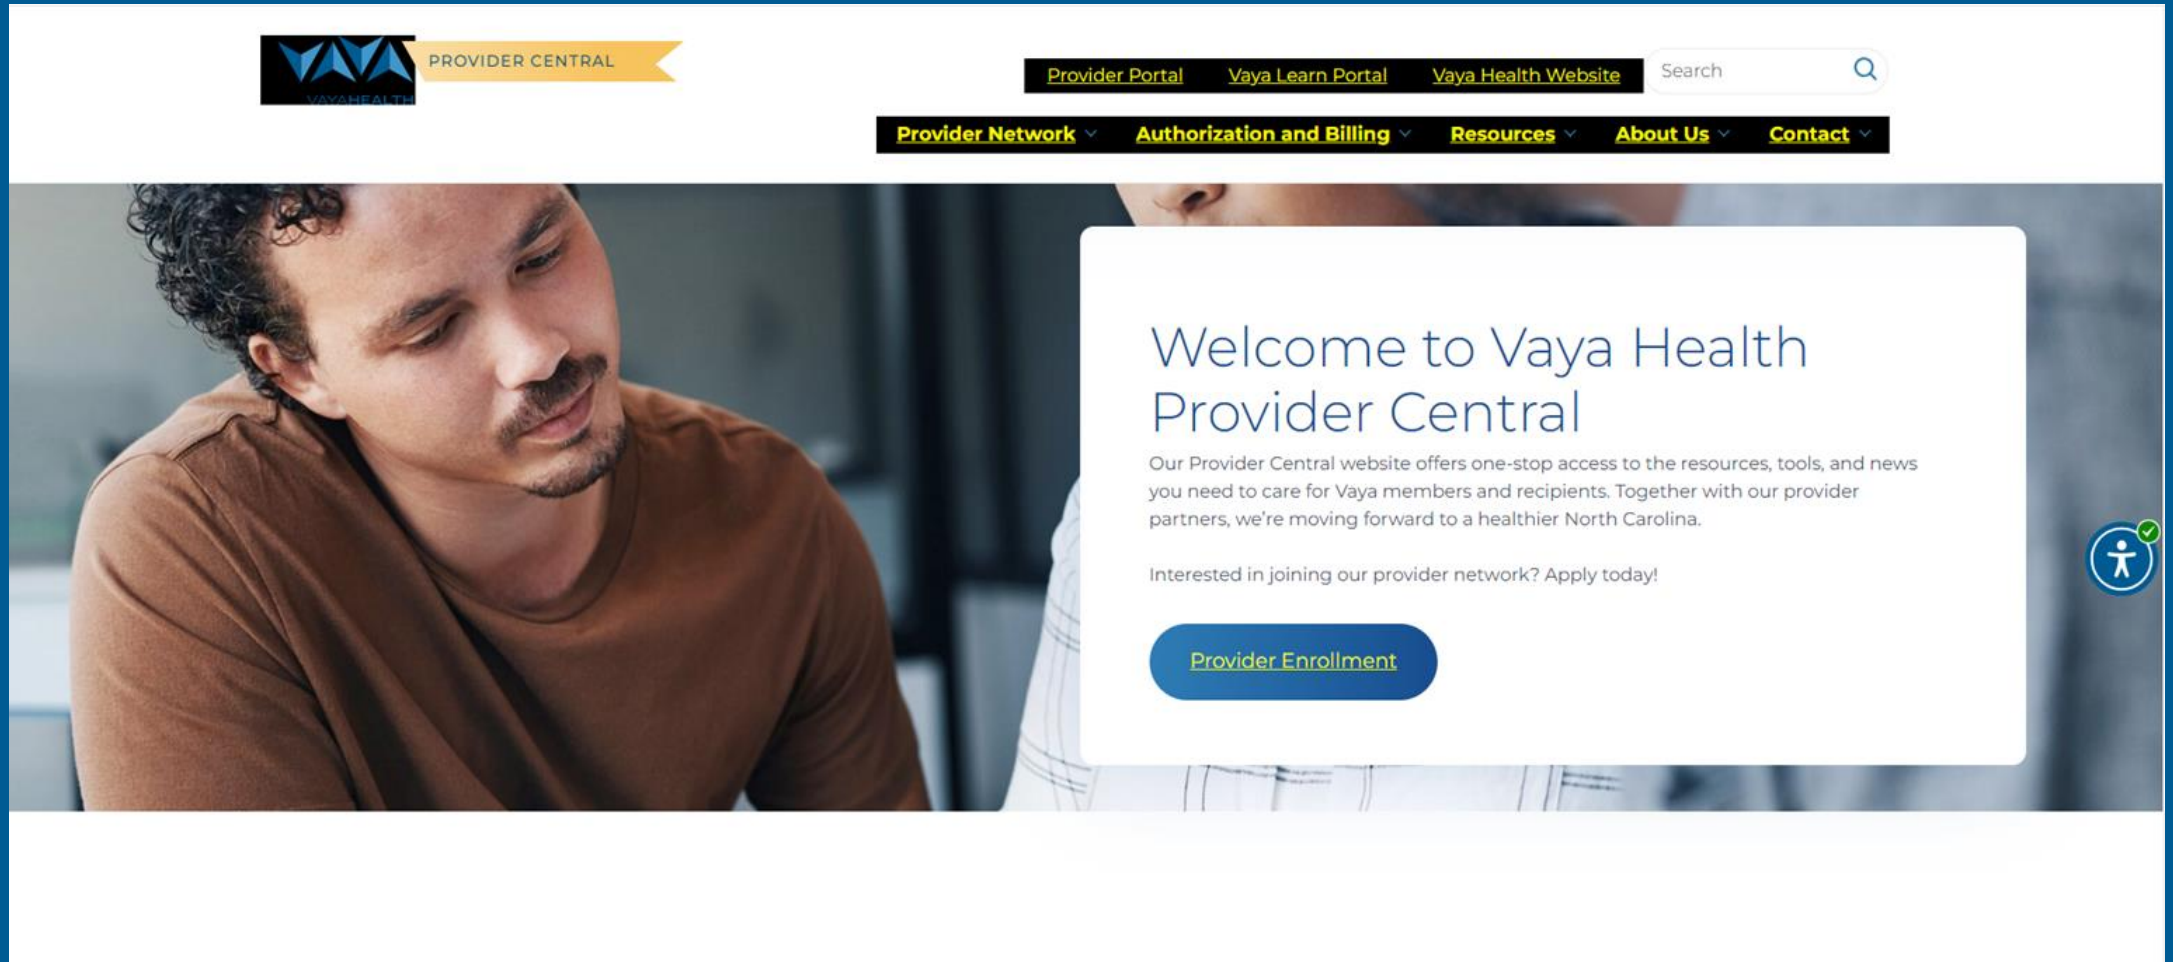 VAYAHEALTH
PROVIDER CENTRAL
Provider Portal Vaya Learn Portal Vaya Health Website Search
Provider Network Authorization and Billing Resources About Us Contact
Welcome to Vaya Health
Provider Central
Our Provider Central website offers one-stop access to the resources, tools, and news
you need to care for Vaya members and recipients. Together with our provider
partners, we're moving forward to a healthier North Carolina.
Interested in joining our provider network? Apply today!
Provider Enrollment